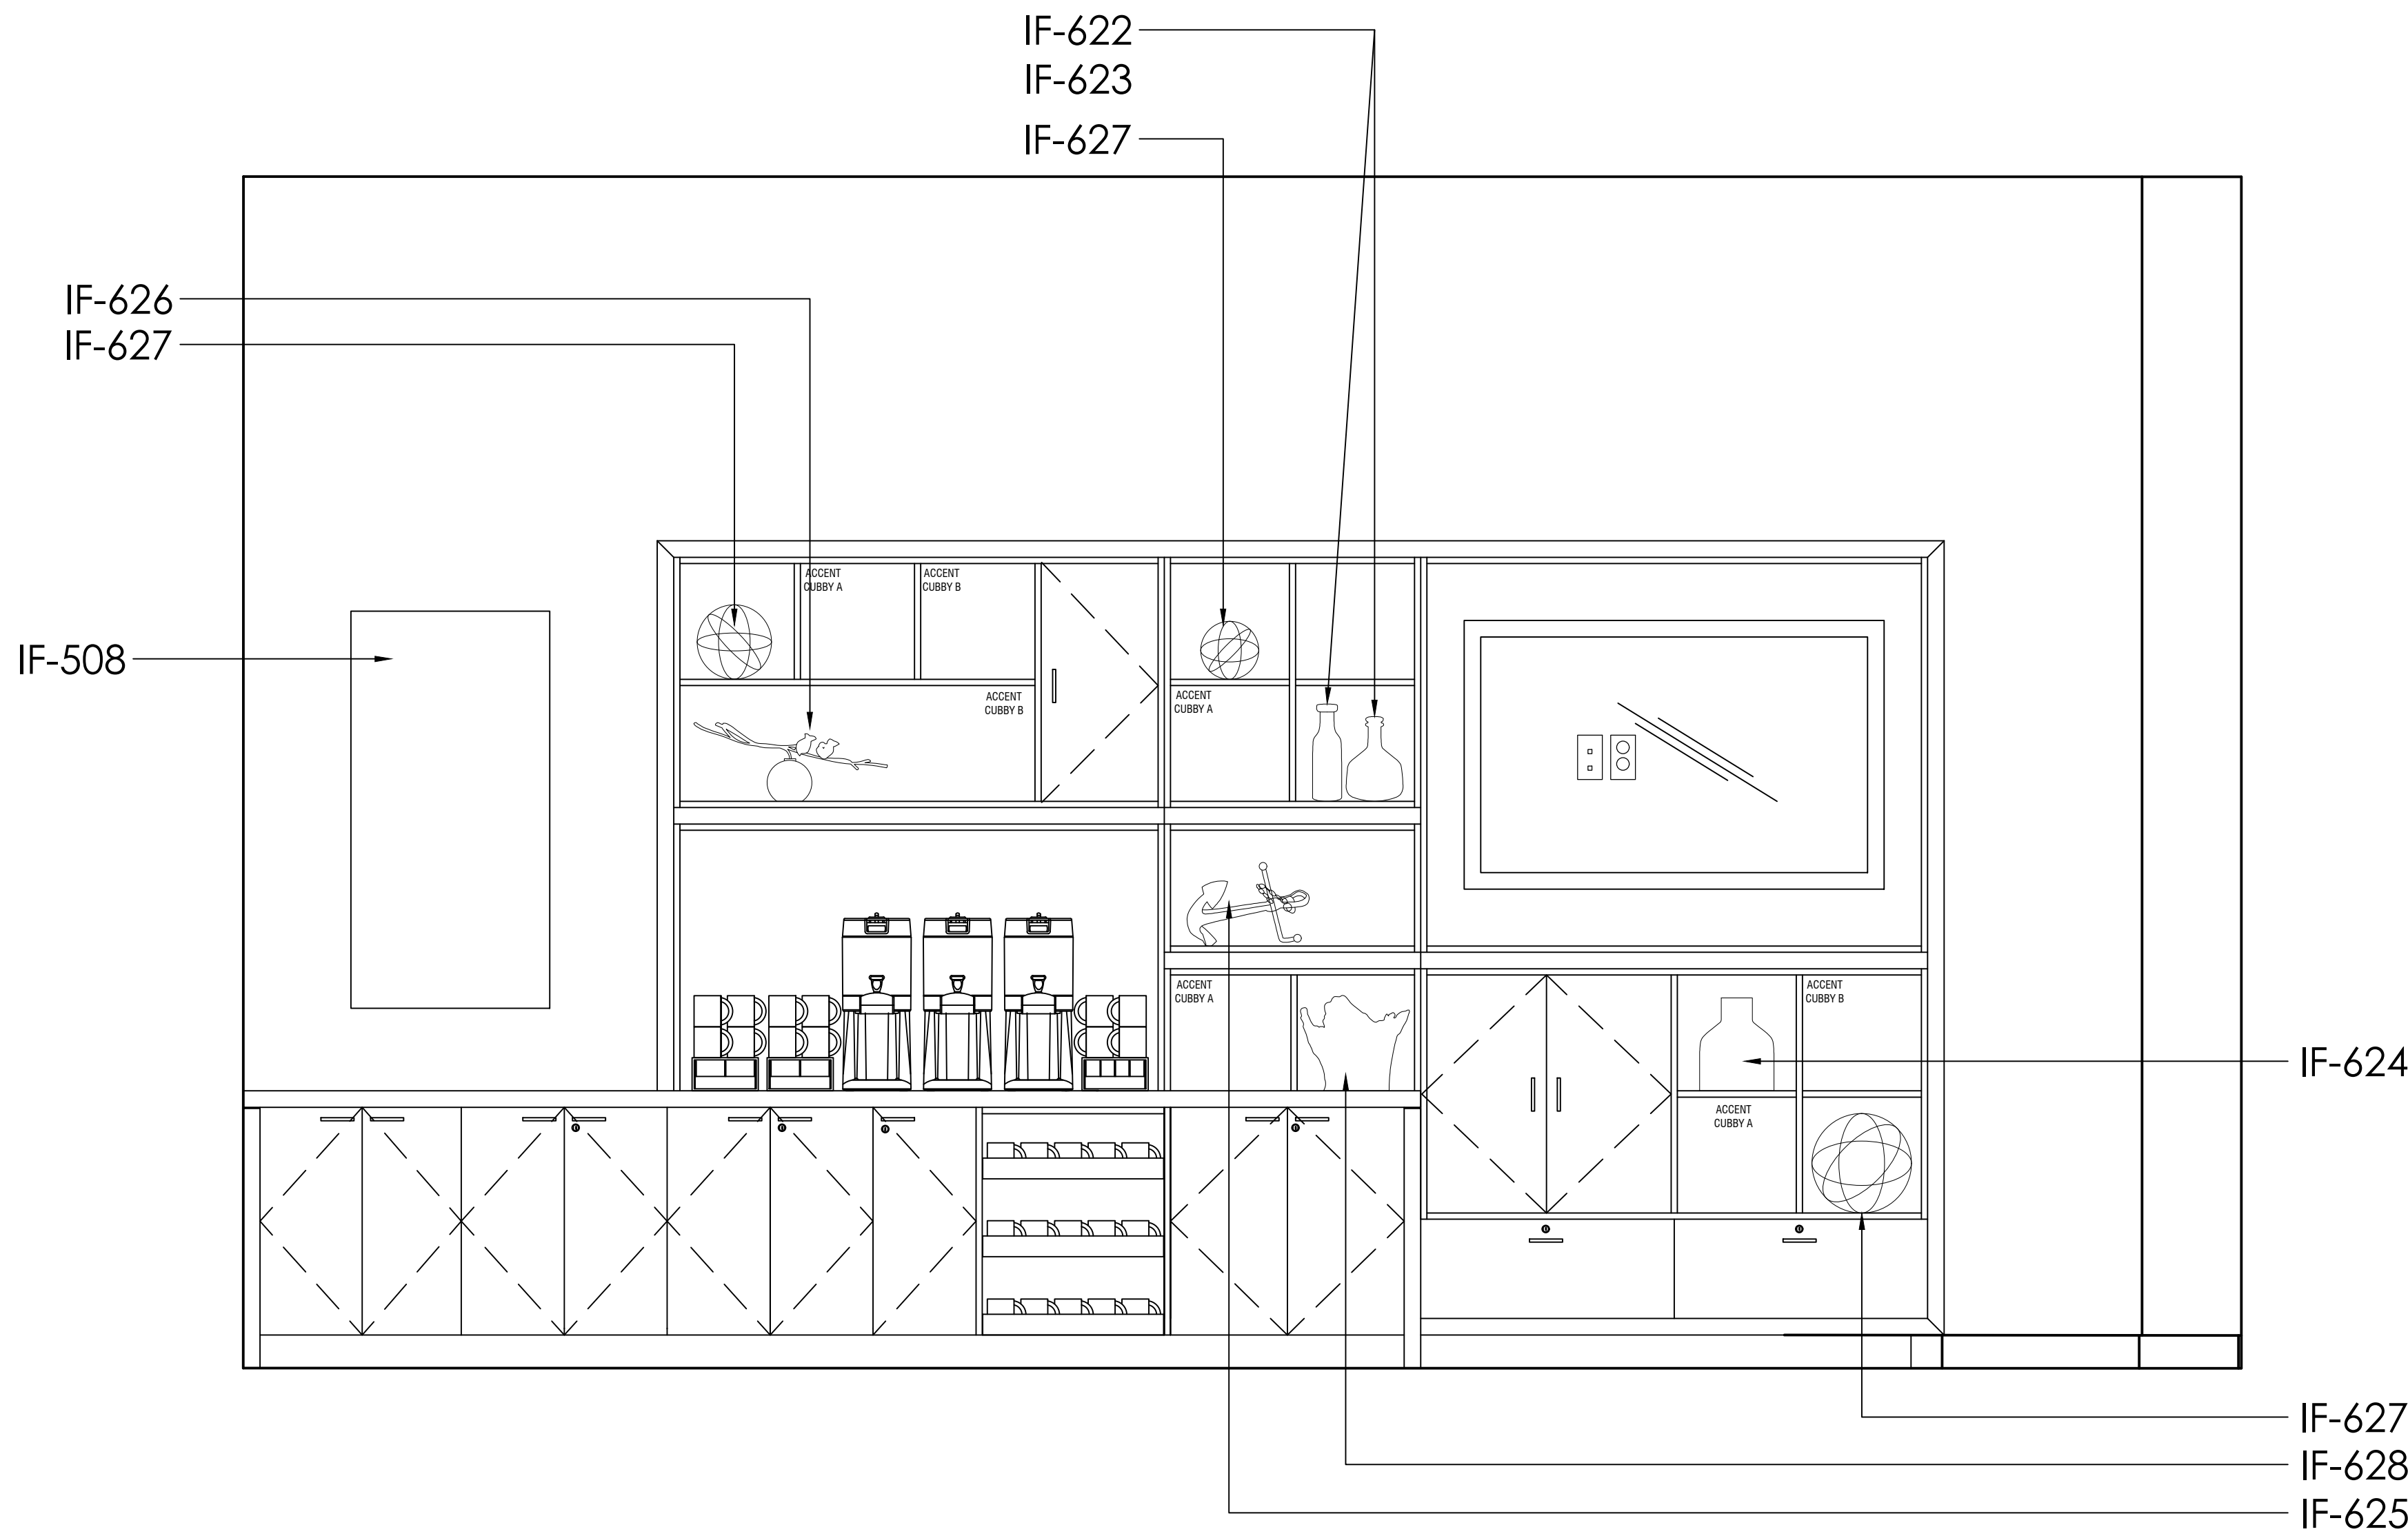 IF-622
IF-623
IF-627
IF-626
IF-627
IF-508
ACCENT
CUBBY A
ACCENT
CUBBY B
ACCENT
CUBBY B
ACCENT
CUBBY A
ACCENT
CUBBY A
ACCENT
CUBBY B
IF-624
ACCENT
CUBBY A
IF-627
IF-628
IF-625